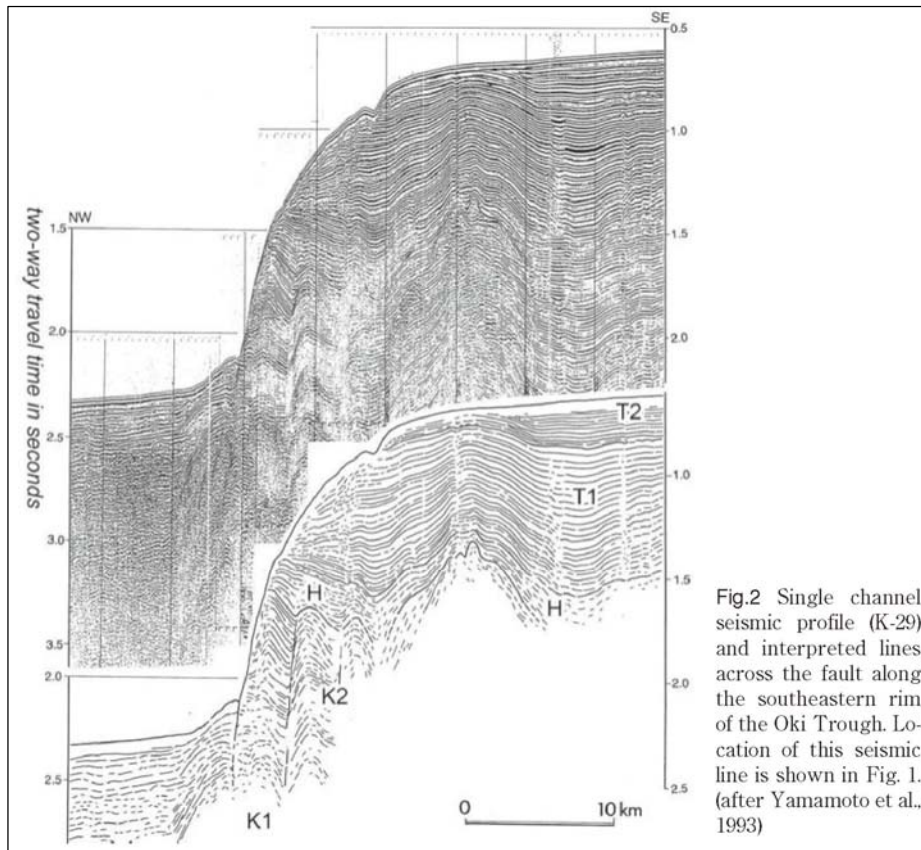 SE
0.5
1.0
NW
1.5
1.5
2.0
2.0
two-way travel time in seconds
2.5
T2
1.0
T1
3.0
H
1.5
H
3.5
2.0
K2
2.0
2.5
2.5
K1
0 10 km
Fig.2 Single channel
seismic profile (K-29)
and interpreted lines
across the fault along
the southeastern rim
of the Oki Trough. Lo-
cation of this seismic
line is shown in Fig. 1.
(after Yamamoto et al.,
1993)